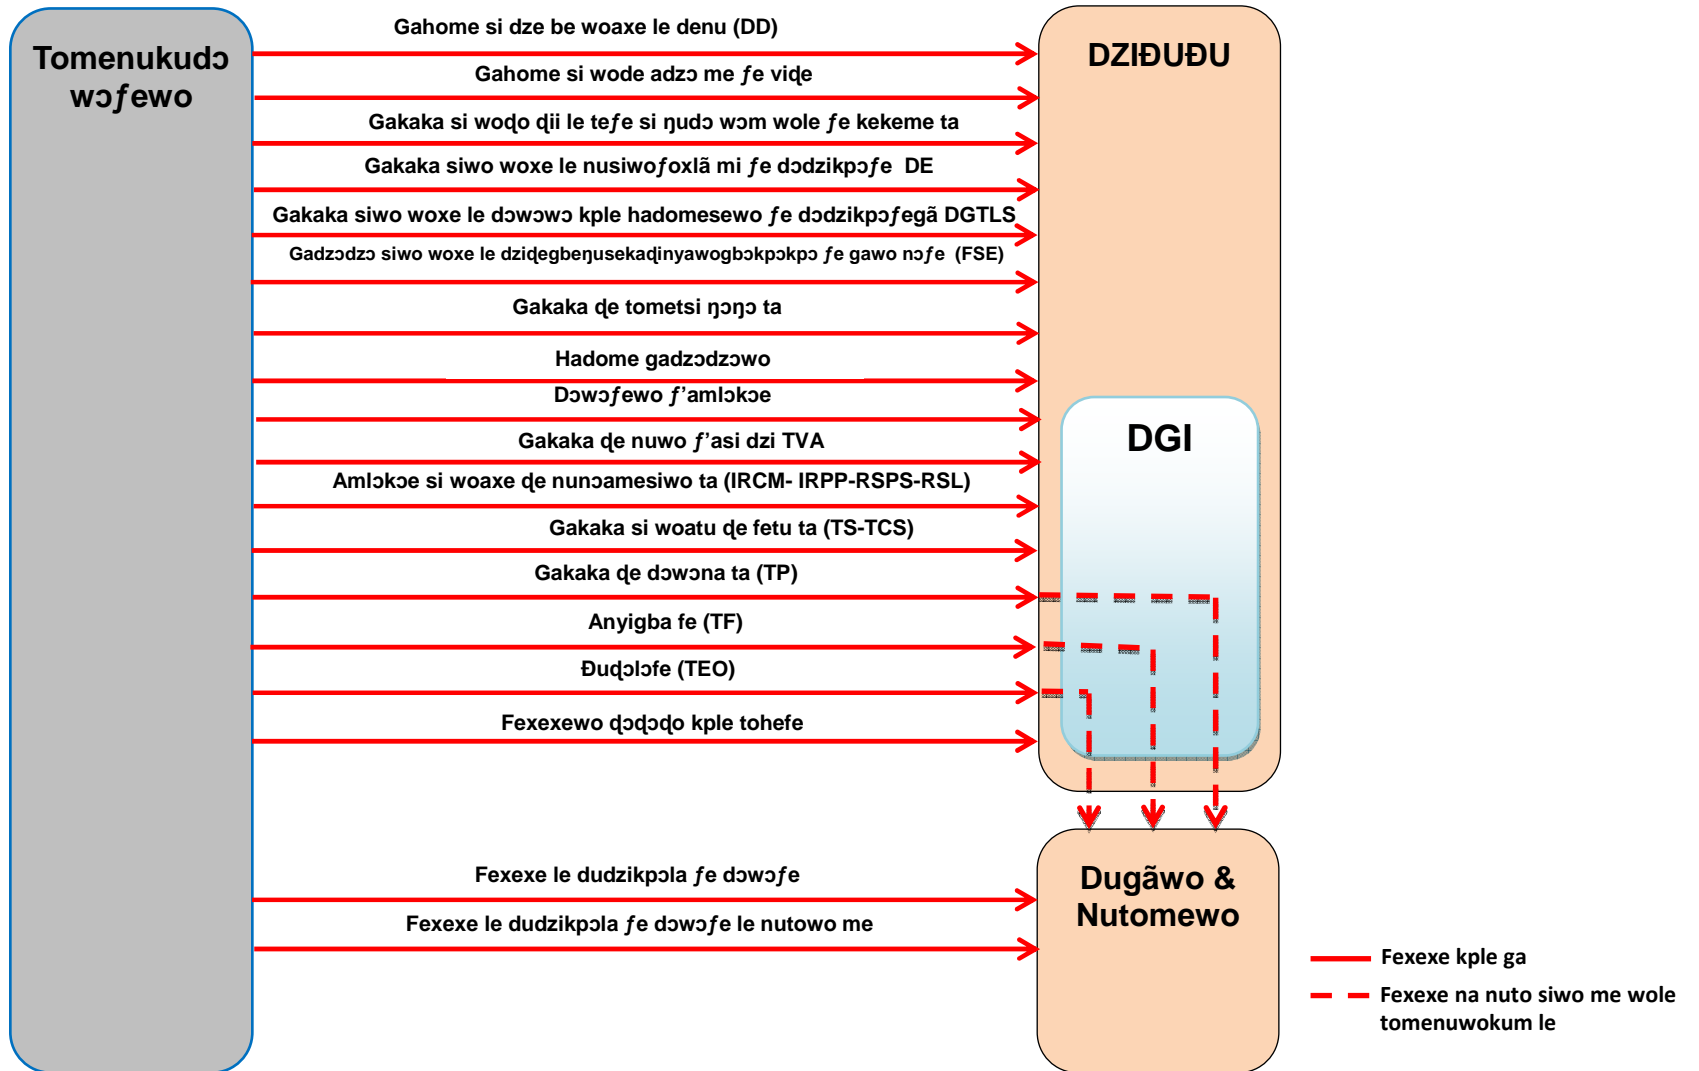 Tomenukudɔ
wɔƒewo
Gahome si dze be woaxe le denu (DD)
Gahome si wode adzɔ me ƒe viɖe
Gakaka si woɖo ɖii le teƒe si ŋudɔ wɔm wole ƒe kekeme ta
Gakaka siwo woxe le nusiwoƒoxlã mi ƒe dɔdzikpɔƒe DE
Gakaka siwo woxe le dɔwɔwɔ kple hadomesewo ƒe dɔdzikpɔƒegã DGTLS
Gadzɔdzɔ siwo woxe le dziɖegbeŋusekaɖinyawogbɔkpɔkpɔ ƒe gawo nɔƒe (FSE)
Gakaka ɖe tometsi ŋɔŋɔ ta
Hadome gadzɔdzɔwo
Dɔwɔƒewo ƒ'amlɔkɔe
Gakaka ɖe nuwo ƒ'asi dzi TVA
Amlɔkɔe si woaxe ɖe nunɔamesiwo ta (IRCM- IRPP-RSPS-RSL)
Gakaka si woatu ɖe fetu ta (TS-TCS)
Gakaka ɖe dɔwɔna ta (TP)
Anyigba fe (TF)
Ɖuɖɔlɔfe (TEO)
Fexexewo ɖɔɖɔɖo kple tohefe
Fexexe le dudzikpɔla ƒe dɔwɔƒe
Fexexe le dudzikpɔla ƒe dɔwɔƒe le nutowo me
DZIÐUÐU
DGI
Dugãwo &
Nutomewo
Fexexe kple ga
Fexexe na nuto siwo me wole
tomenuwokum le